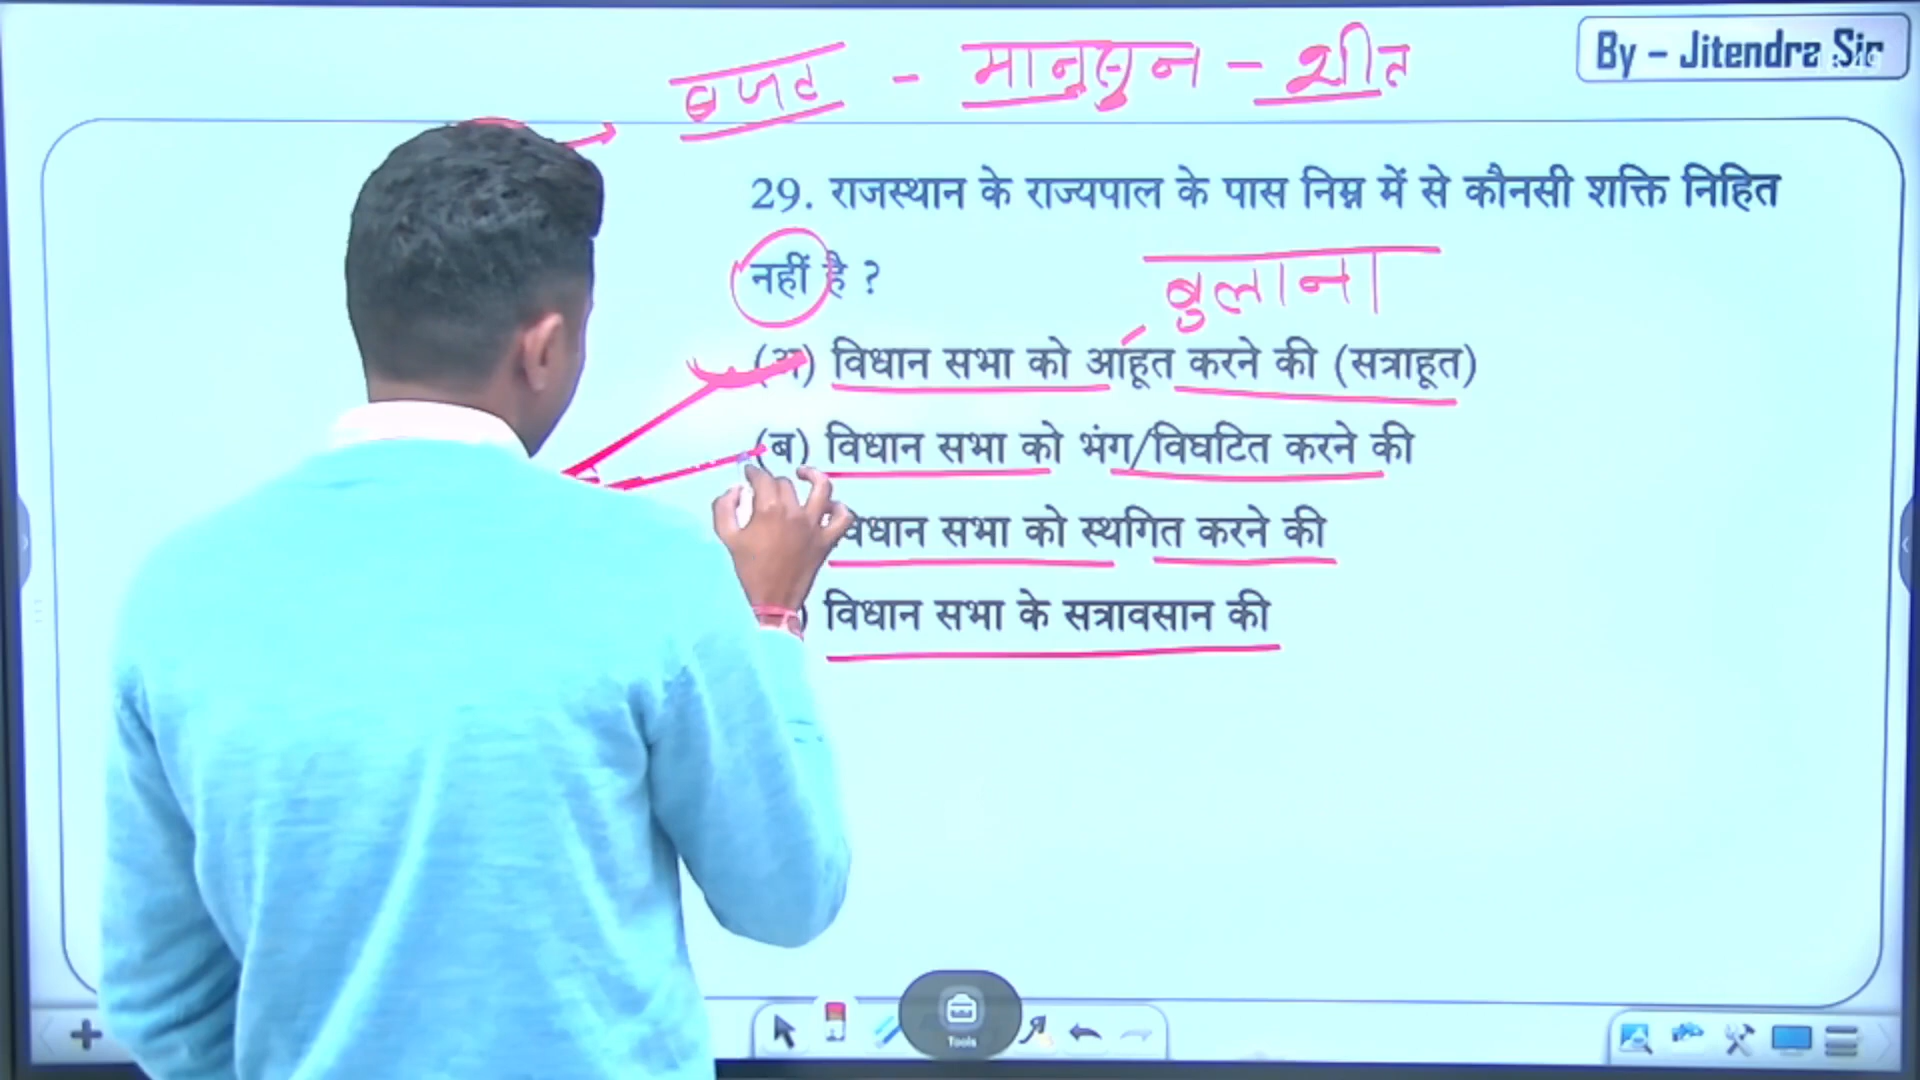 बजट - मानसुन - शीत
By – Jitendra Sir
29. राजस्थान के राज्यपाल के पास निम्न में से कौनसी शक्ति निहित
नहीं है ?
बुलाना
(अ) विधान सभा को आहूत करने की (सत्राहूत)
(ब) विधान सभा को भंग/विघटित करने की
विधान सभा को स्थगित करने की
) विधान सभा के सत्रावसान की
Tools